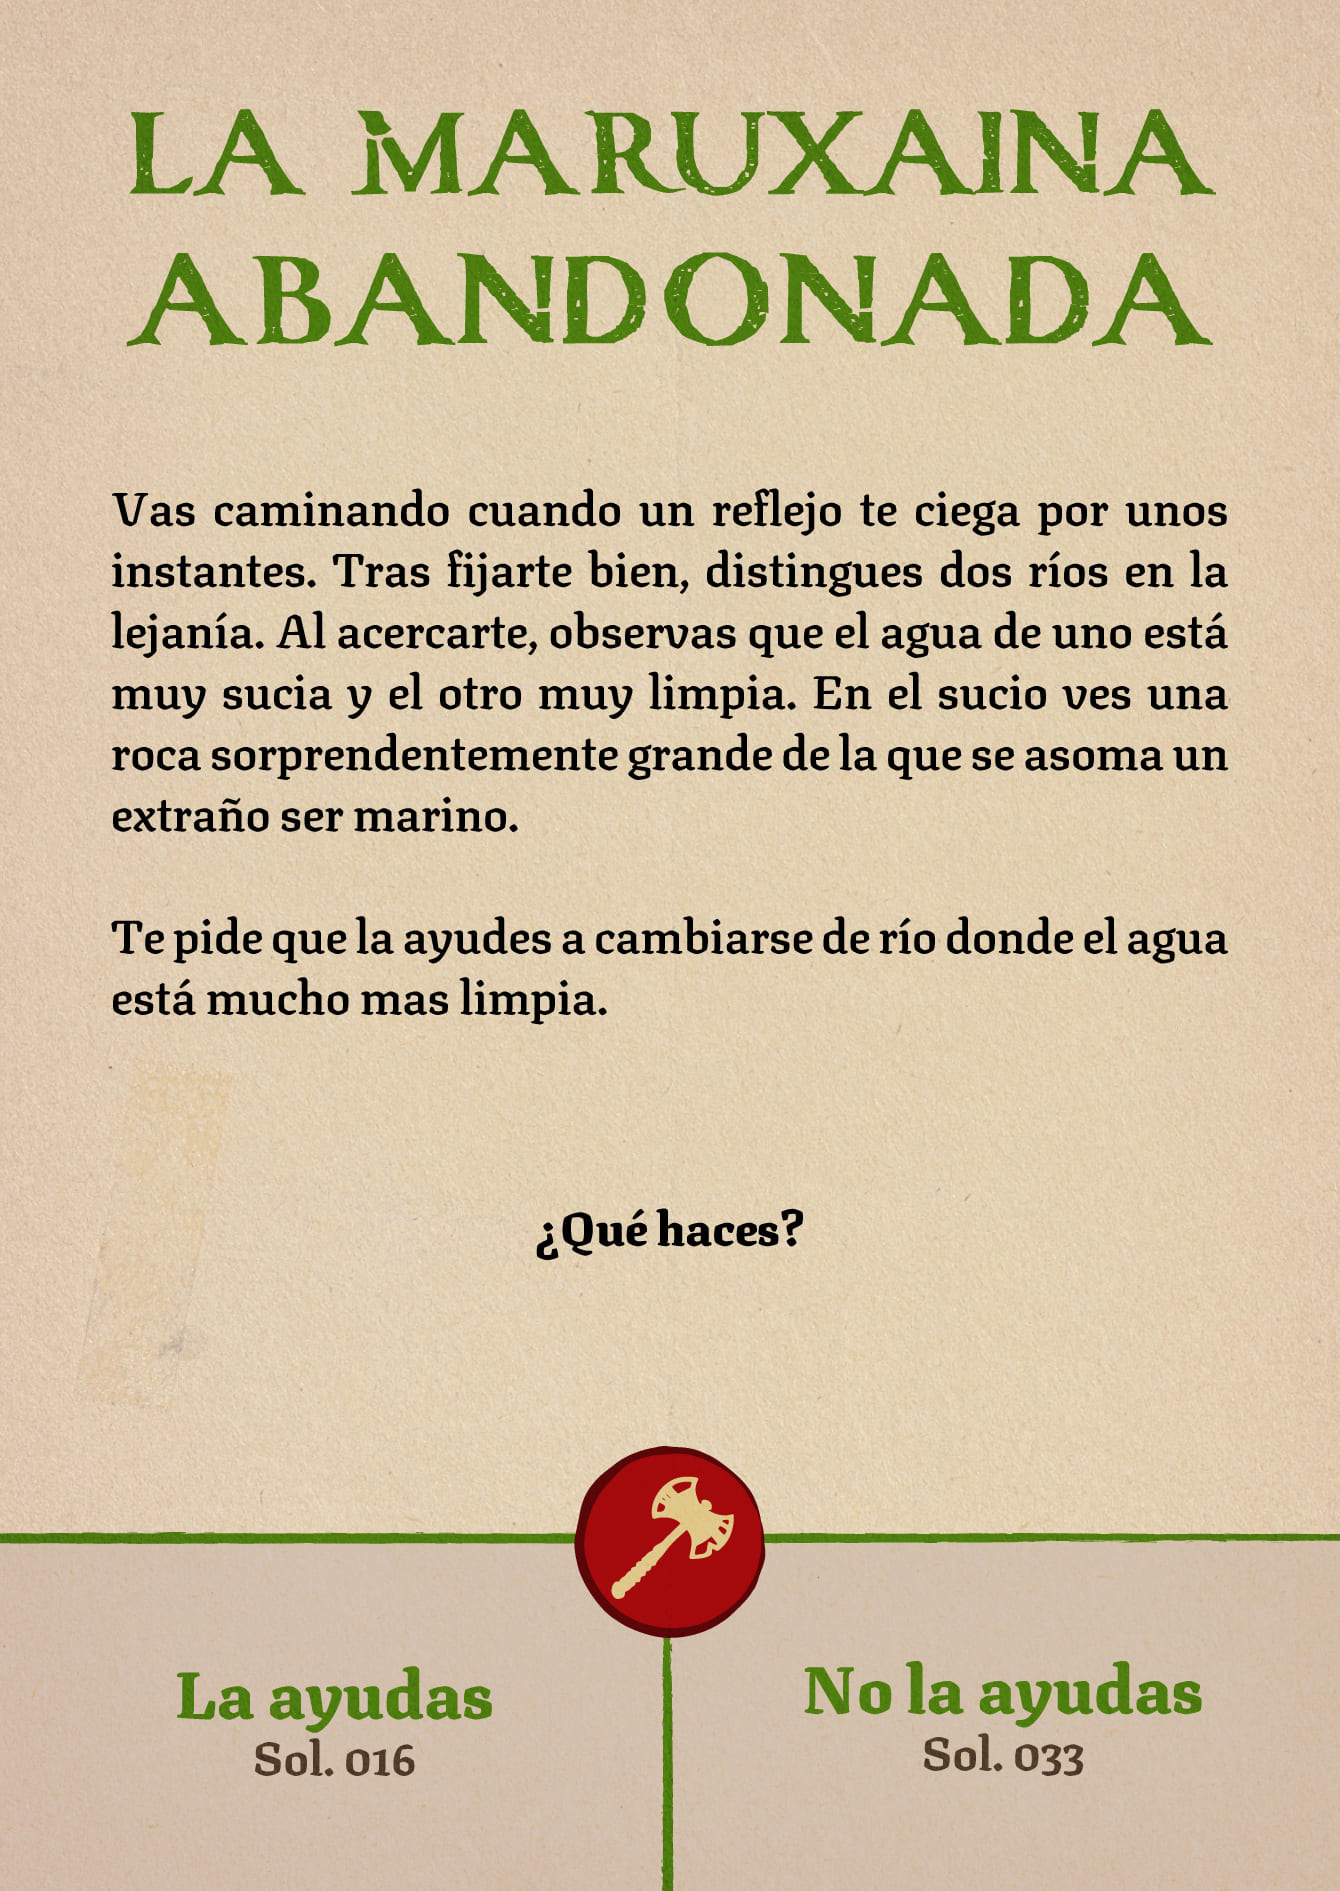 LA MARUXAINA
ABANDONADA
Vas caminando cuando un reflejo te ciega por unos
instantes. Tras fijarte bien, distingues dos ríos en la
lejanía. Al acercarte, observas que el agua de uno está
muy sucia y el otro muy limpia. En el sucio ves una
roca sorprendentemente grande de la que se asoma un
extraño ser marino.
Te pide que la ayudes a cambiarse de río donde el agua
está mucho mas limpia.
¿Qué haces?
La ayudas
Sol. 016
No la ayudas
Sol. 033